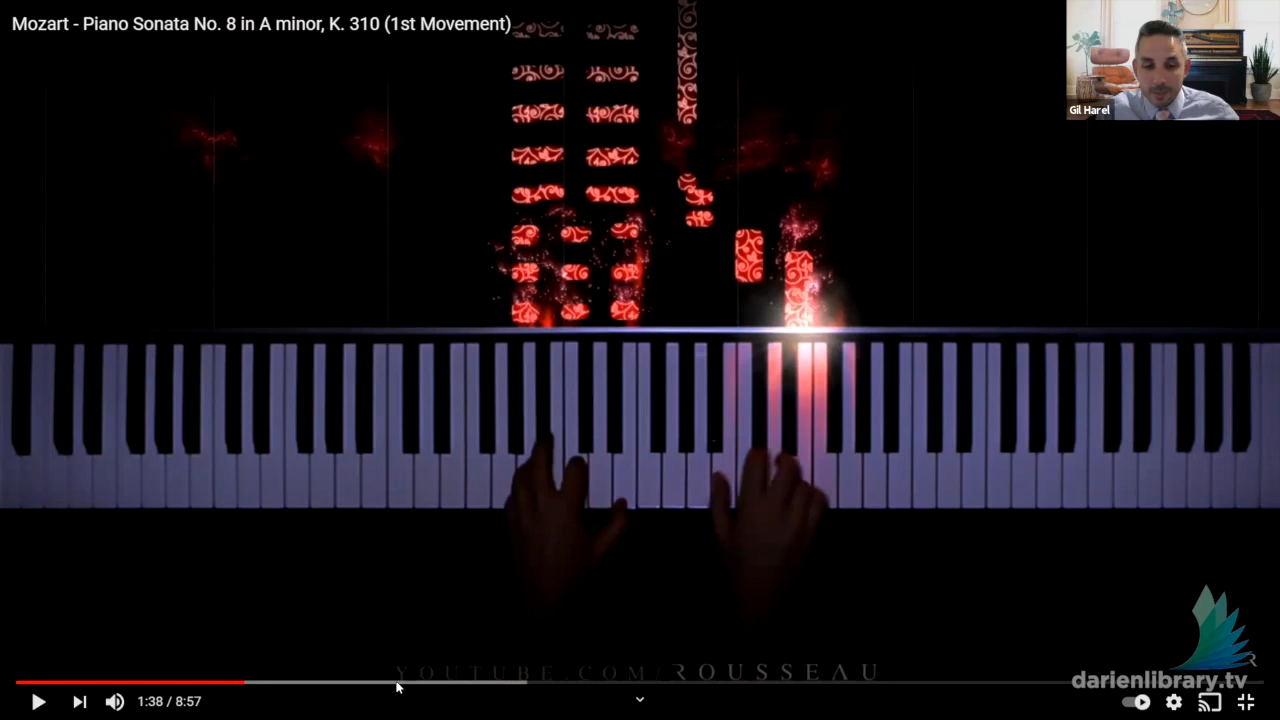 Mozart - Piano Sonata No. 8 in A minor, K. 310 (1st Movement)
Gil Harel
YOUTUBE.COM/ROUSSEAU
darienlibrary.tv
1:38 / 8:57